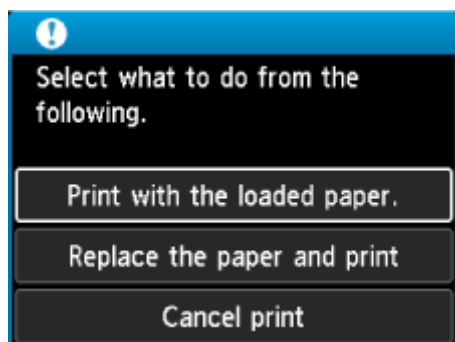 Select what to do from the
following.
Print with the loaded paper.
Replace the paper and print
Cancel print